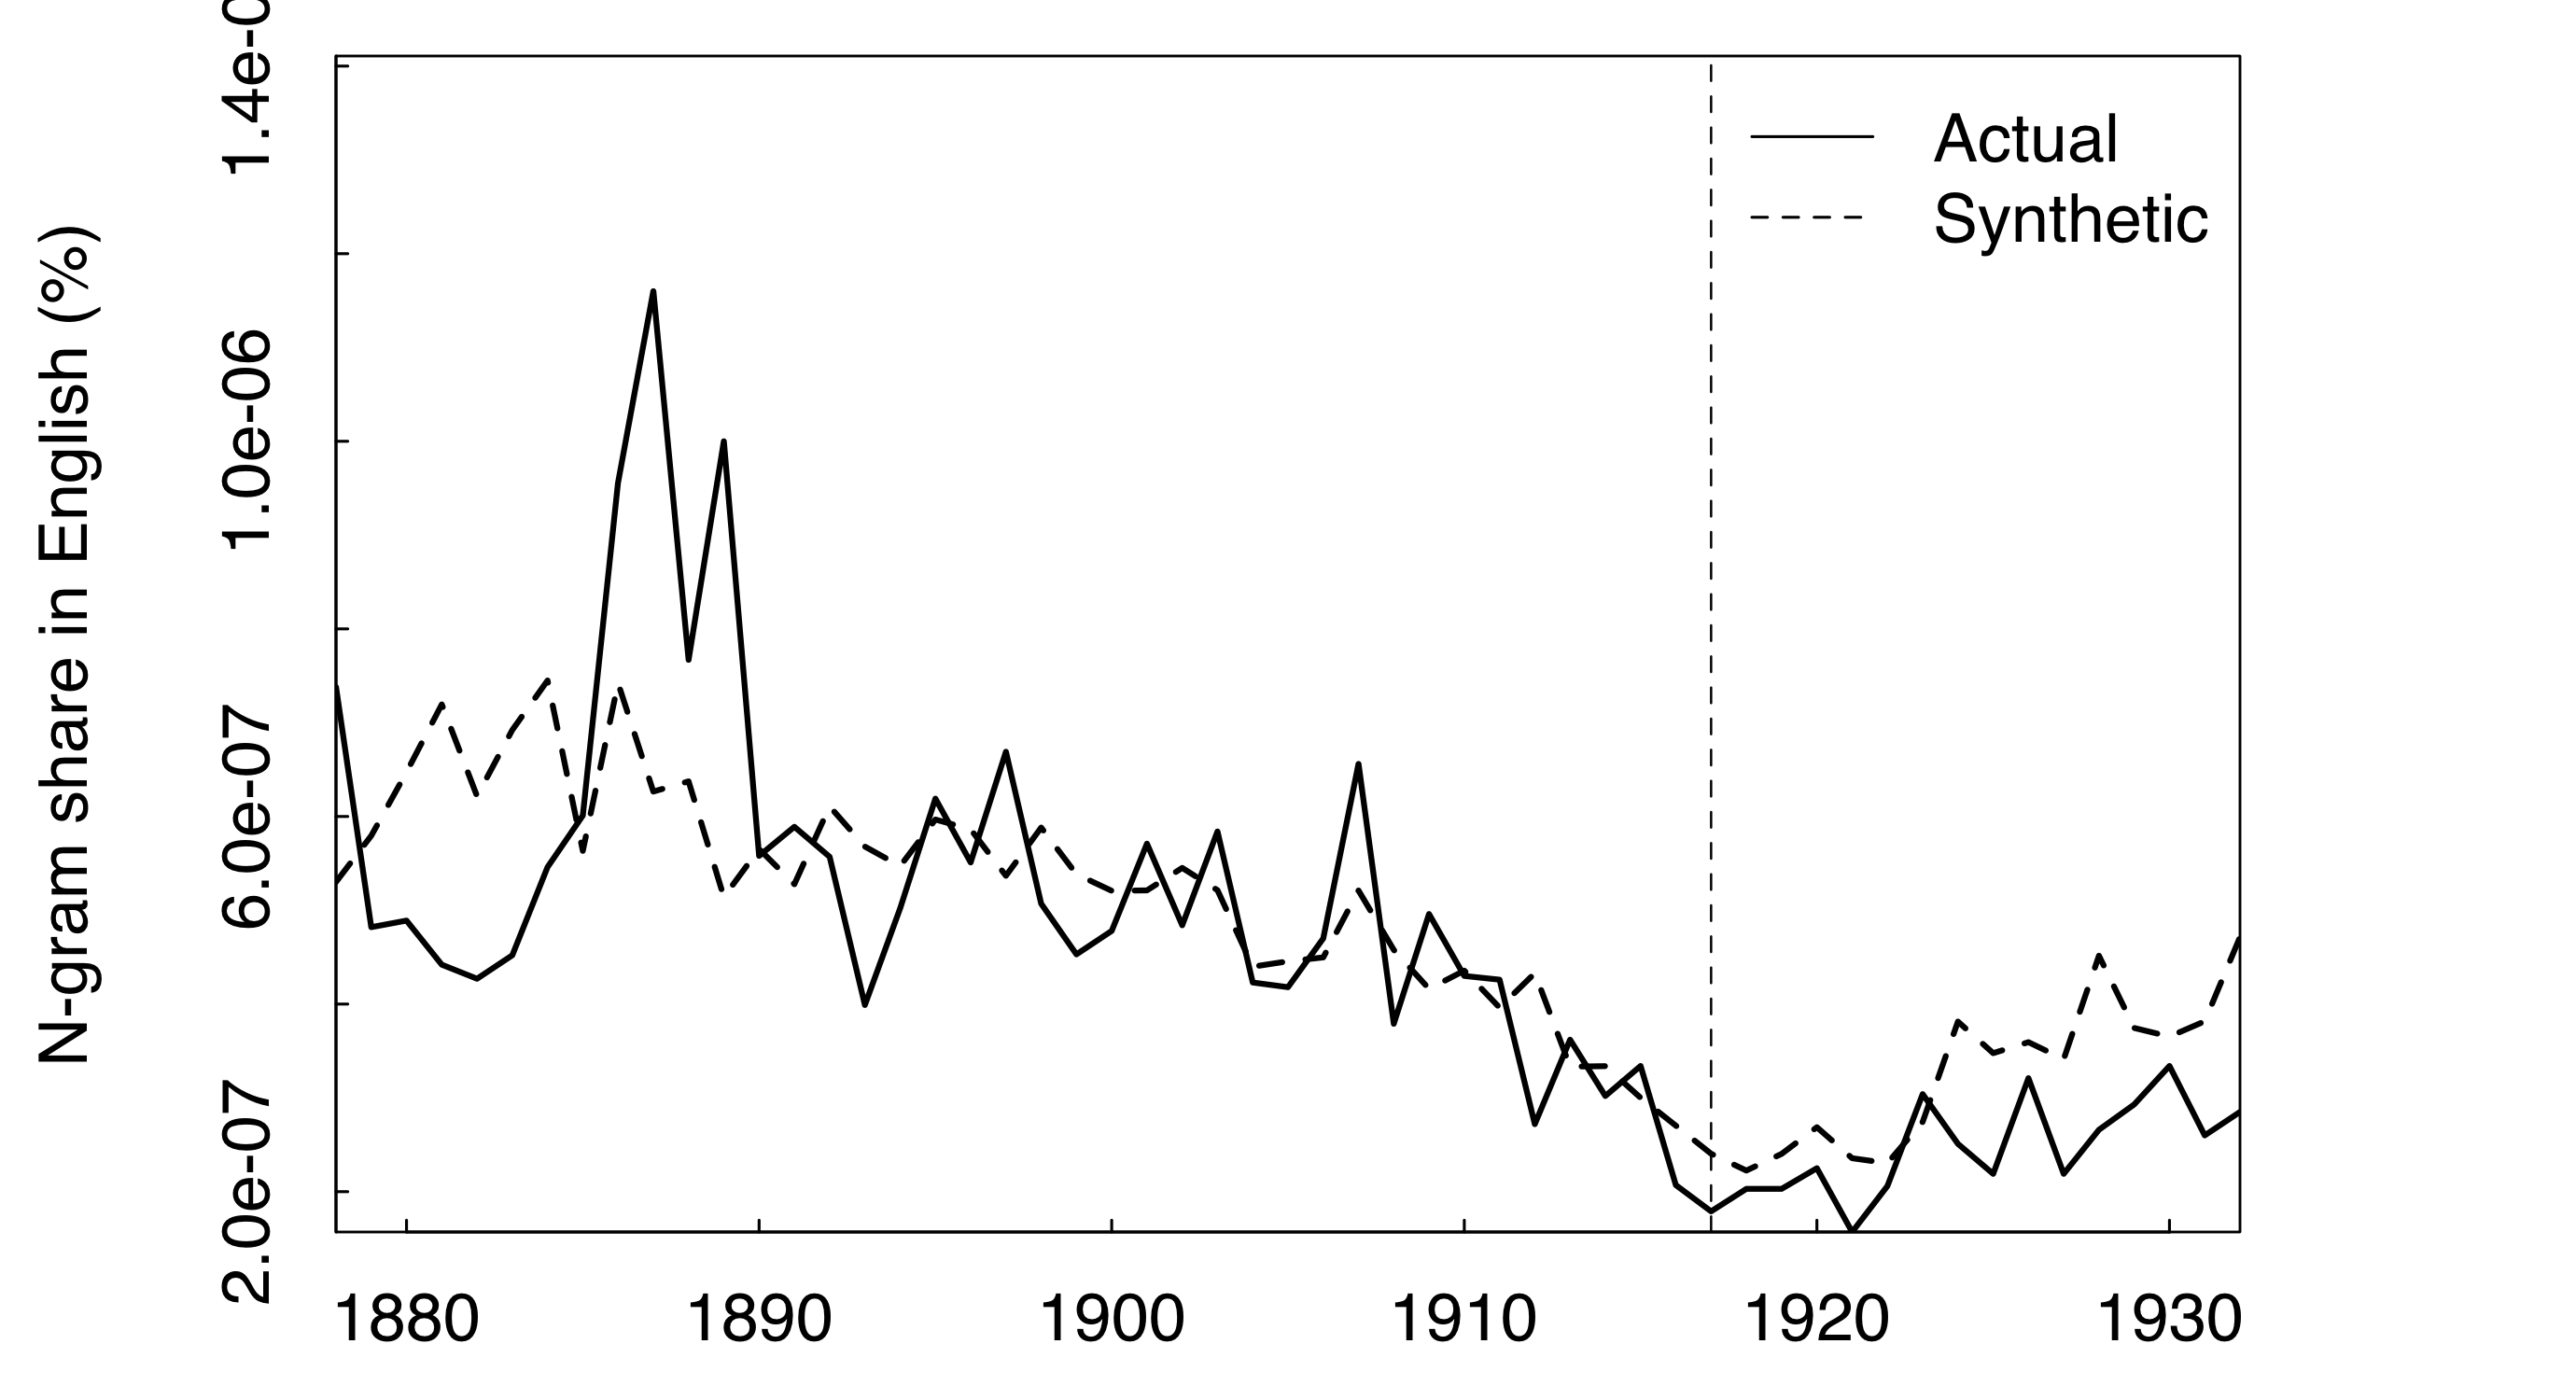 N-gram share in English (%)
1.4e-0
1.0e-06
6.0e-07
2.0e-07
Actual
Synthetic
1880 1890 1900 1910 1920 1930